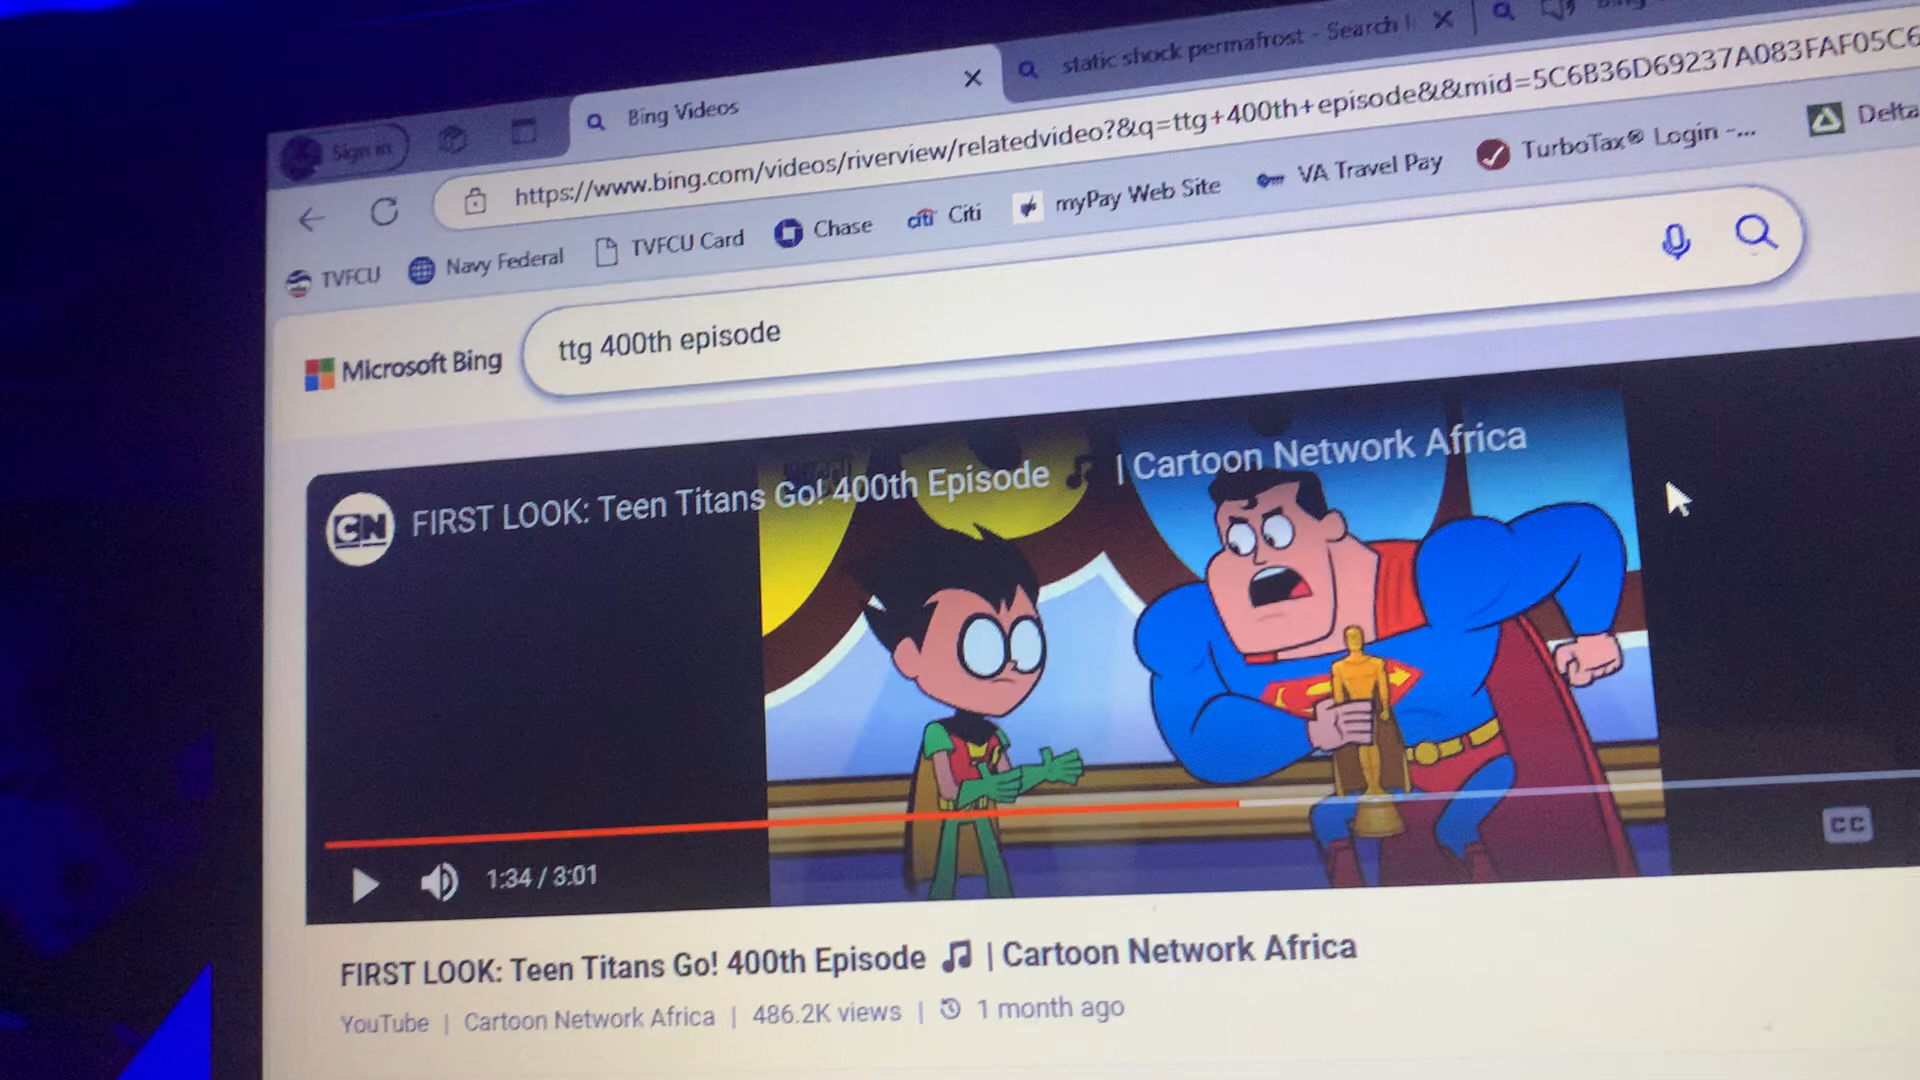 Sign in
Bing Videos
static shock permafrost - Search
https://www.bing.com/videos/riverview/relatedvideo?&q=ttg+400th+episode&&mid=5C6B36D69237A083FAF05C6
TVFCU
Navy Federal
TVFCU Card
Chase
citi Citi
myPay Web Site
VA Travel Pay
TurboTax® Login -...
Delta
Microsoft Bing
ttg 400th episode
CN
FIRST LOOK: Teen Titans Go! 400th Episode 🎵 | Cartoon Network Africa
1:34 / 3:01
CC
FIRST LOOK: Teen Titans Go! 400th Episode 🎵 | Cartoon Network Africa
YouTube | Cartoon Network Africa | 486.2K views | 1 month ago